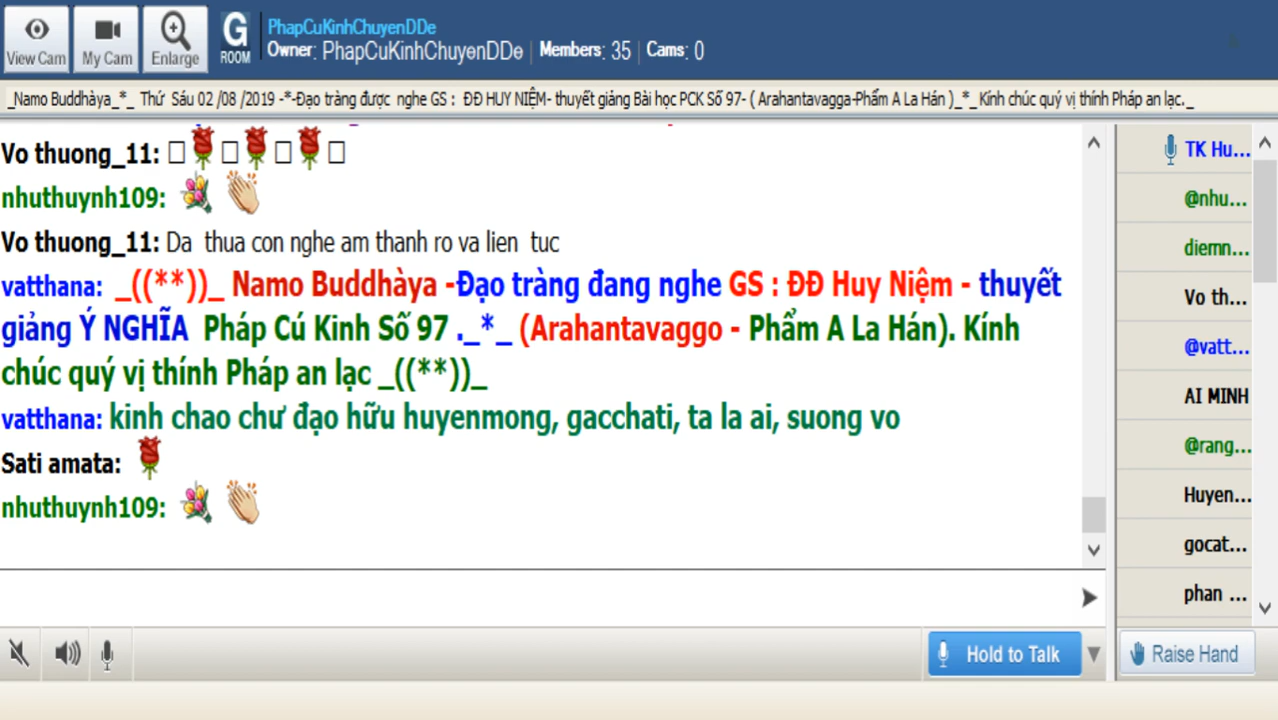 View Cam
My Cam
Enlarge
G
ROOM
PhapCuKinhChuyenDDe
Owner: PhapCuKinhChuyenDDe | Members: 35 | Cams: 0
_Namo Buddhàya_*_ Thứ Sáu 02 /08 /2019 -*-Đạo tràng được nghe GS : ĐĐ HUY NIỆM- thuyết giảng Bài học PCK Số 97- ( Arahantavagga-Phẩm A La Hán )_*_ Kính chúc quý vị thính Pháp an lạc._
Vo thuong_11:
nhuthuynh109:
Vo thuong_11: Da thua con nghe am thanh ro va lien tuc
vatthana: _((**))_ Namo Buddhàya -Đạo tràng đang nghe GS : ĐĐ Huy Niệm - thuyết
giảng Ý NGHĨA Pháp Cú Kinh Số 97 ._*_ (Arahantavaggo - Phẩm A La Hán). Kính
chúc quý vị thính Pháp an lạc _((**))_
vatthana: kinh chao chư đạo hữu huyenmong, gacchati, ta la ai, suong vo
Sati amata:
nhuthuynh109:
TK Hu...
@nhu...
diemn...
Vo th...
@vatt...
AI MINH
@rang...
Huyen...
gocat...
phan ...
Hold to Talk
Raise Hand